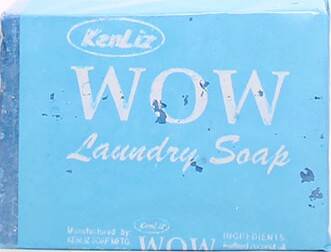 KenLiz
WOW
Laundry Soap
Manufactured by: KenLiz INGREDIENTS
KENLIZ SOAP MFTG. WOW